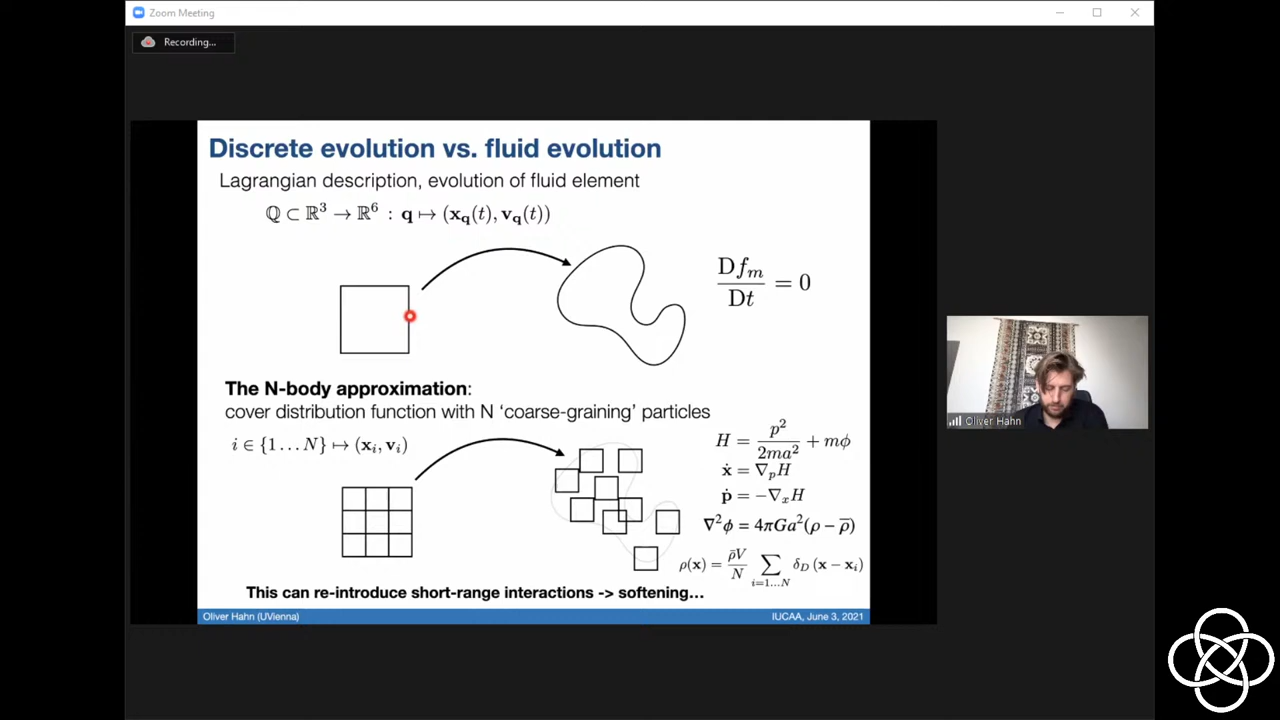 Zoom Meeting
Recording...
Discrete evolution vs. fluid evolution
Lagrangian description, evolution of fluid element
ℚ ⊂ ℝ³ → ℝ⁶ : q ↦ (x_q(t), v_q(t))
Df_m/Dt = 0
The N-body approximation:
cover distribution function with N ‘coarse-graining’ particles
i ∈ {1…N} ↦ (x_i, v_i)
H = p²/2ma² + mϕ
ẋ = ∇_p H
ṗ = −∇_x H
∇²ϕ = 4πGa²(ρ − ρ̄)
ρ(x) = ρ̄V/N ∑_{i=1…N} δ_D (x − x_i)
This can re-introduce short-range interactions -> softening…
Oliver Hahn (UVienna)
IUCAA, June 3, 2021
Oliver Hahn